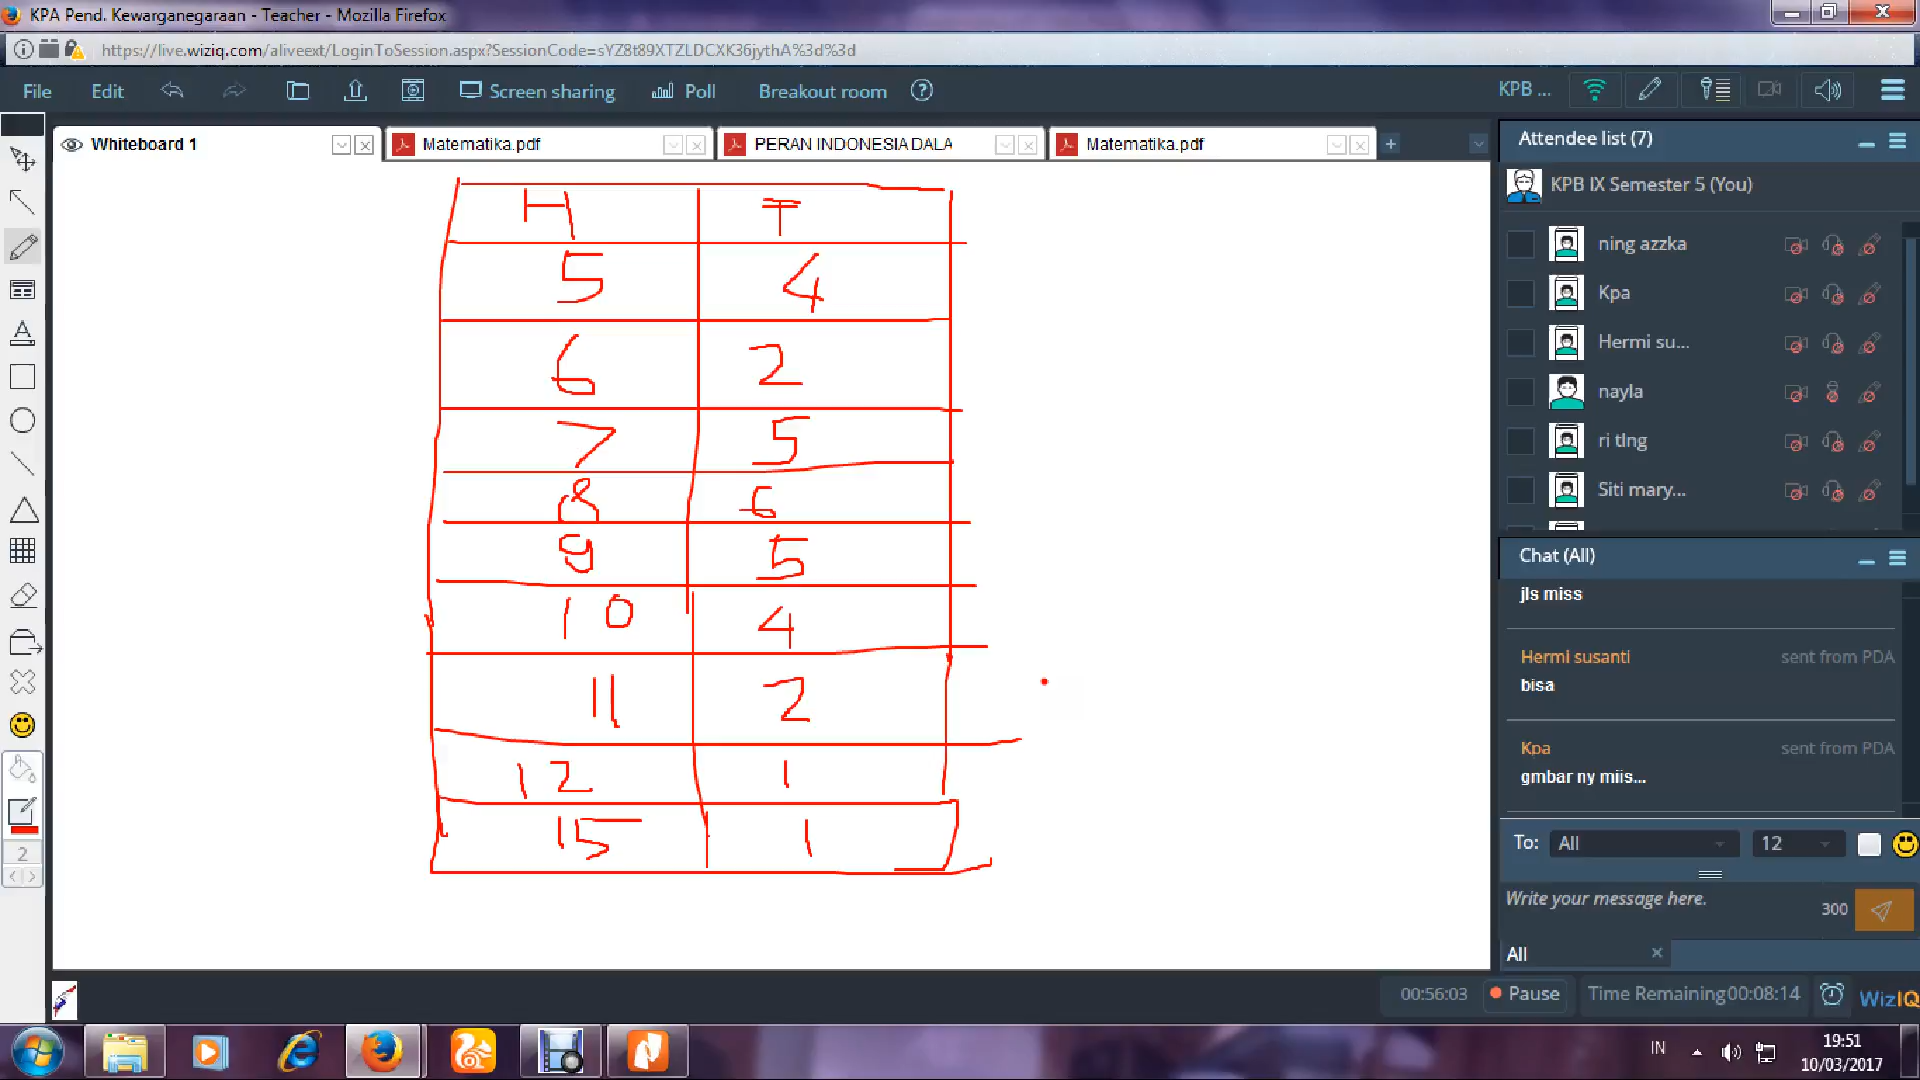 KPA Pend. Kewarganegaraan - Teacher - Mozilla Firefox
https://live.wiziq.com/aliveext/LoginToSession.aspx?SessionCode=sYZ8t89XTZLDCXK36jythA%3d%3d
File Edit Screen sharing Poll Breakout room ? KPB ...
Whiteboard 1 Matematika.pdf PERAN INDONESIA DALA Matematika.pdf +
H T
5 4
6 2
7 5
8 6
9 5
10 4
11 2
12 1
15 1
2
Attendee list (7)
KPB IX Semester 5 (You)
ning azzka
Kpa
Hermi su...
nayla
ri tlng
Siti mary...
Chat (All)
jls miss
Hermi susanti sent from PDA
bisa
Kpa sent from PDA
gmbar ny miis...
To: All 12
Write your message here. 300
All
00:56:03 Pause Time Remaining00:08:14 WizIQ
IN 19:51
10/03/2017